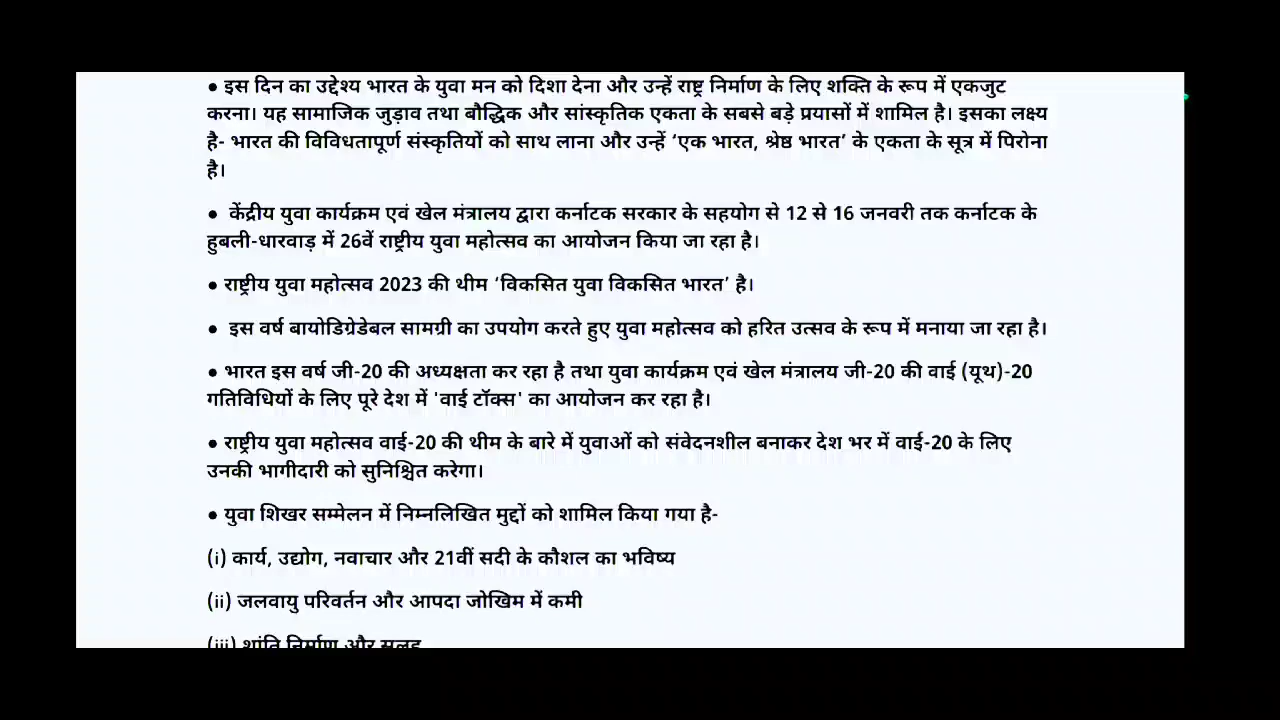 ● इस दिन का उद्देश्य भारत के युवा मन को दिशा देना और उन्हें राष्ट्र निर्माण के लिए शक्ति के रूप में एकजुट
करना। यह सामाजिक जुड़ाव तथा बौद्धिक और सांस्कृतिक एकता के सबसे बड़े प्रयासों में शामिल है। इसका लक्ष्य
है- भारत की विविधतापूर्ण संस्कृतियों को साथ लाना और उन्हें ‘एक भारत, श्रेष्ठ भारत’ के एकता के सूत्र में पिरोना
है।
● केंद्रीय युवा कार्यक्रम एवं खेल मंत्रालय द्वारा कर्नाटक सरकार के सहयोग से 12 से 16 जनवरी तक कर्नाटक के
हुबली-धारवाड़ में 26वें राष्ट्रीय युवा महोत्सव का आयोजन किया जा रहा है।
● राष्ट्रीय युवा महोत्सव 2023 की थीम ‘विकसित युवा विकसित भारत’ है।
● इस वर्ष बायोडिग्रेडेबल सामग्री का उपयोग करते हुए युवा महोत्सव को हरित उत्सव के रूप में मनाया जा रहा है।
● भारत इस वर्ष जी-20 की अध्यक्षता कर रहा है तथा युवा कार्यक्रम एवं खेल मंत्रालय जी-20 की वाई (यूथ)-20
गतिविधियों के लिए पूरे देश में 'वाई टॉक्स' का आयोजन कर रहा है।
● राष्ट्रीय युवा महोत्सव वाई-20 की थीम के बारे में युवाओं को संवेदनशील बनाकर देश भर में वाई-20 के लिए
उनकी भागीदारी को सुनिश्चित करेगा।
● युवा शिखर सम्मेलन में निम्नलिखित मुद्दों को शामिल किया गया है-
(i) कार्य, उद्योग, नवाचार और 21वीं सदी के कौशल का भविष्य
(ii) जलवायु परिवर्तन और आपदा जोखिम में कमी
(iii) शांति निर्माण और सुलह